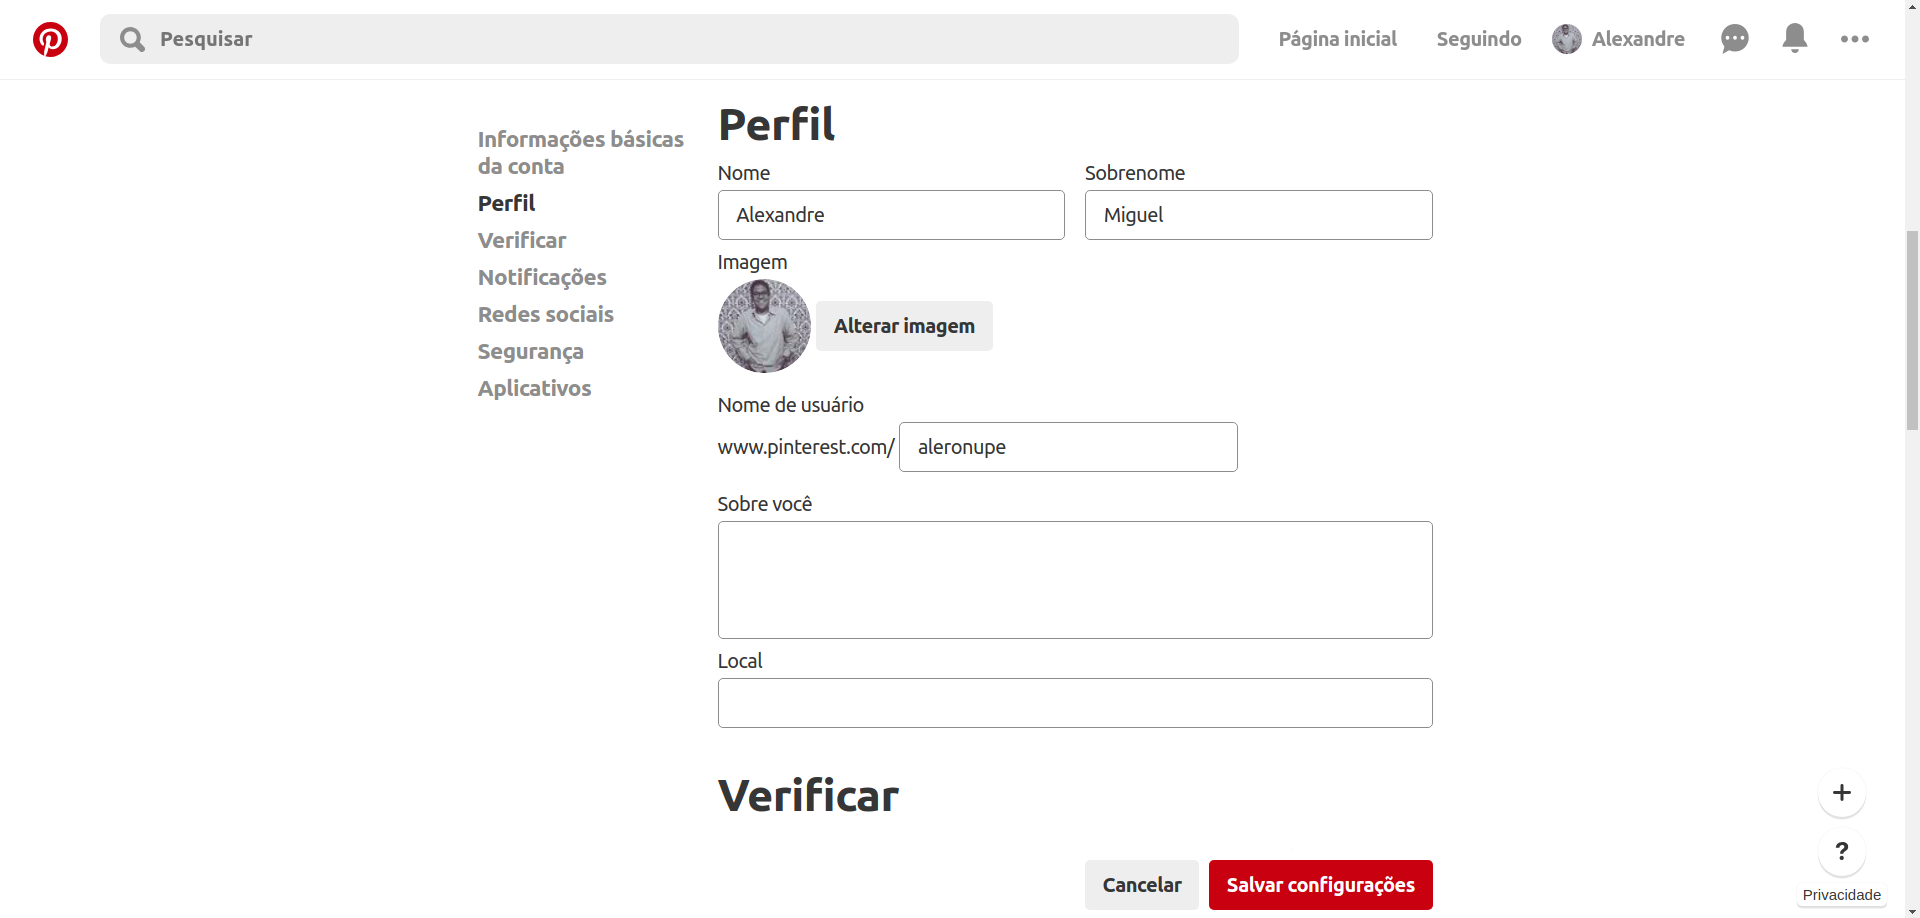 Pesquisar
Página inicial
Seguindo
Alexandre
Informações básicas
da conta
Perfil
Verificar
Notificações
Redes sociais
Segurança
Aplicativos
Perfil
Nome
Sobrenome
Alexandre
Miguel
Imagem
Alterar imagem
Nome de usuário
www.pinterest.com/
aleronupe
Sobre você
Local
Verificar
Cancelar
Salvar configurações
+
?
Privacidade